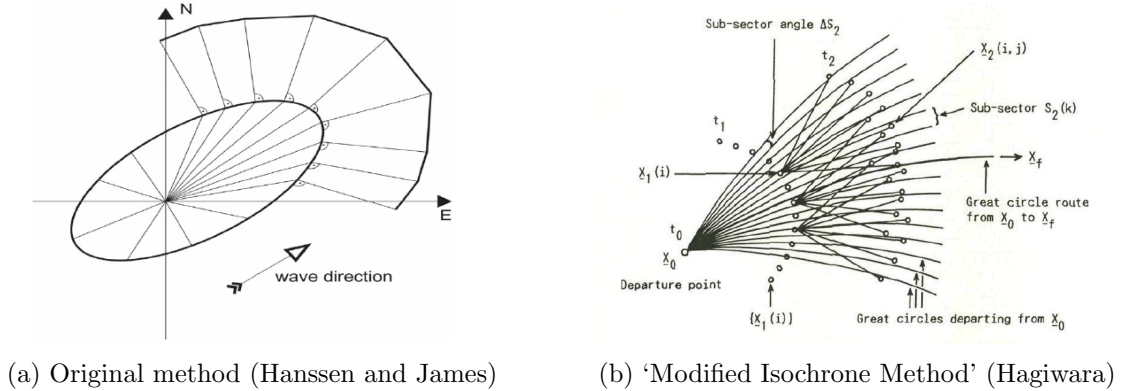 N
E
wave direction
Sub-sector angle ΔS₂
t₂
X₂(i,j)
t₁
Sub-sector S₂(k)
X₁(i)
X_f
Great circle route
from X₀ to X_f
t₀
X₀
Departure point
{X₁(i)}
Great circles departing from X₀
(a) Original method (Hanssen and James)
(b) ‘Modified Isochrone Method’ (Hagiwara)